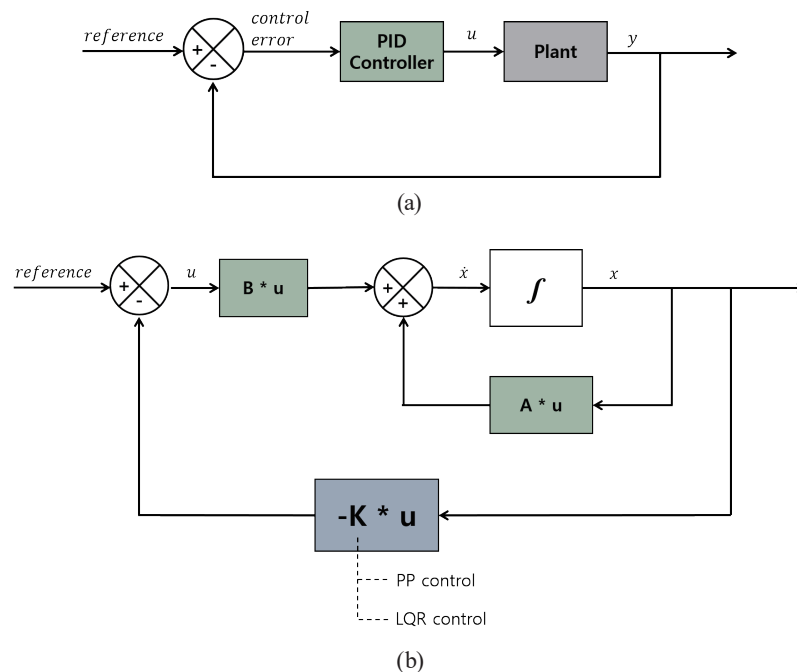 reference
+
-
control
error
PID
Controller
u
Plant
y
(a)
reference
+
-
u
B * u
+
+
ẋ
∫
x
A * u
-K * u
PP control
LQR control
(b)